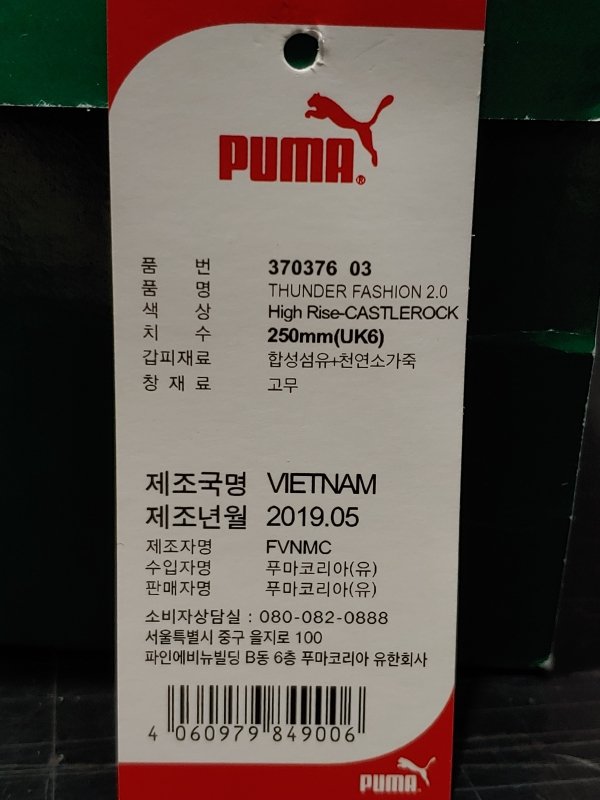 PUMA
품 번 370376 03
품 명 THUNDER FASHION 2.0
색 상 High Rise-CASTLEROCK
치 수 250mm(UK6)
갑피재료 합성섬유+천연소가죽
창 재 료 고무
제조국명 VIETNAM
제조년월 2019.05
제조자명 FVNMC
수입자명 푸마코리아(유)
판매자명 푸마코리아(유)
소비자상담실 : 080-082-0888
서울특별시 중구 을지로 100
파인에비뉴빌딩 B동 6층 푸마코리아 유한회사
4 060979 849006
PUMA